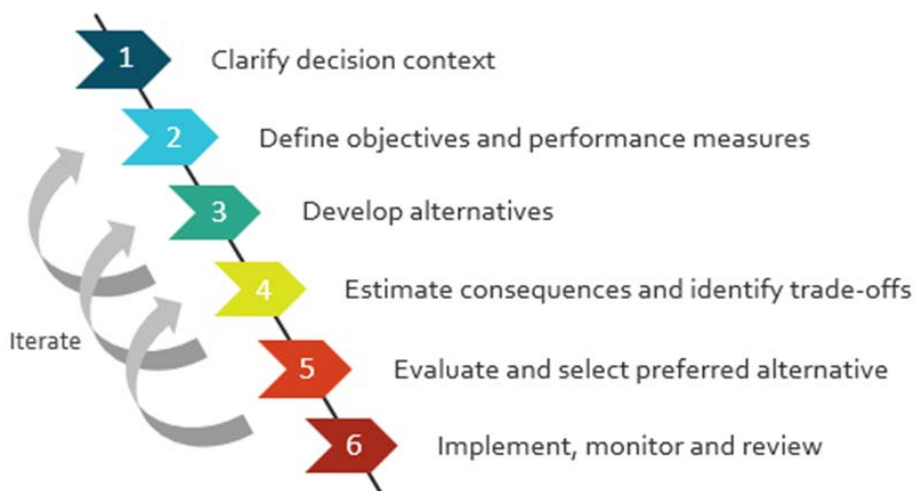 1 Clarify decision context
2 Define objectives and performance measures
3 Develop alternatives
4 Estimate consequences and identify trade-offs
Iterate
5 Evaluate and select preferred alternative
6 Implement, monitor and review